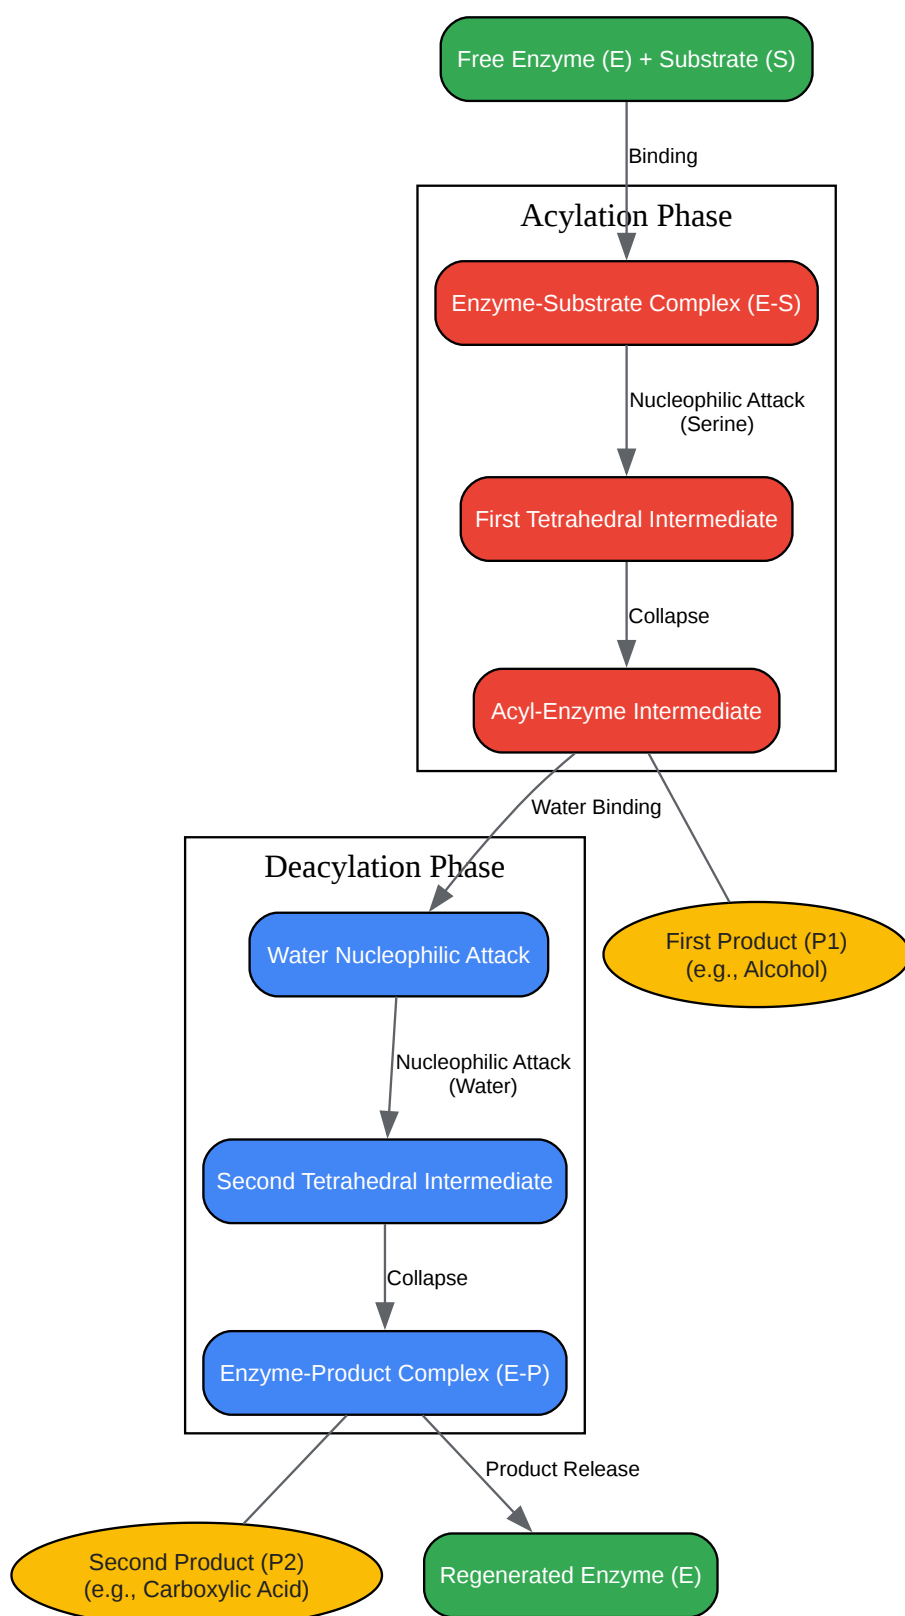 Free Enzyme (E) + Substrate (S)
Binding
Acylation Phase
Enzyme-Substrate Complex (E-S)
Nucleophilic Attack
(Serine)
First Tetrahedral Intermediate
Collapse
Acyl-Enzyme Intermediate
Water Binding
Deacylation Phase
First Product (P1)
(e.g., Alcohol)
Water Nucleophilic Attack
Nucleophilic Attack
(Water)
Second Tetrahedral Intermediate
Collapse
Enzyme-Product Complex (E-P)
Product Release
Second Product (P2)
(e.g., Carboxylic Acid)
Regenerated Enzyme (E)